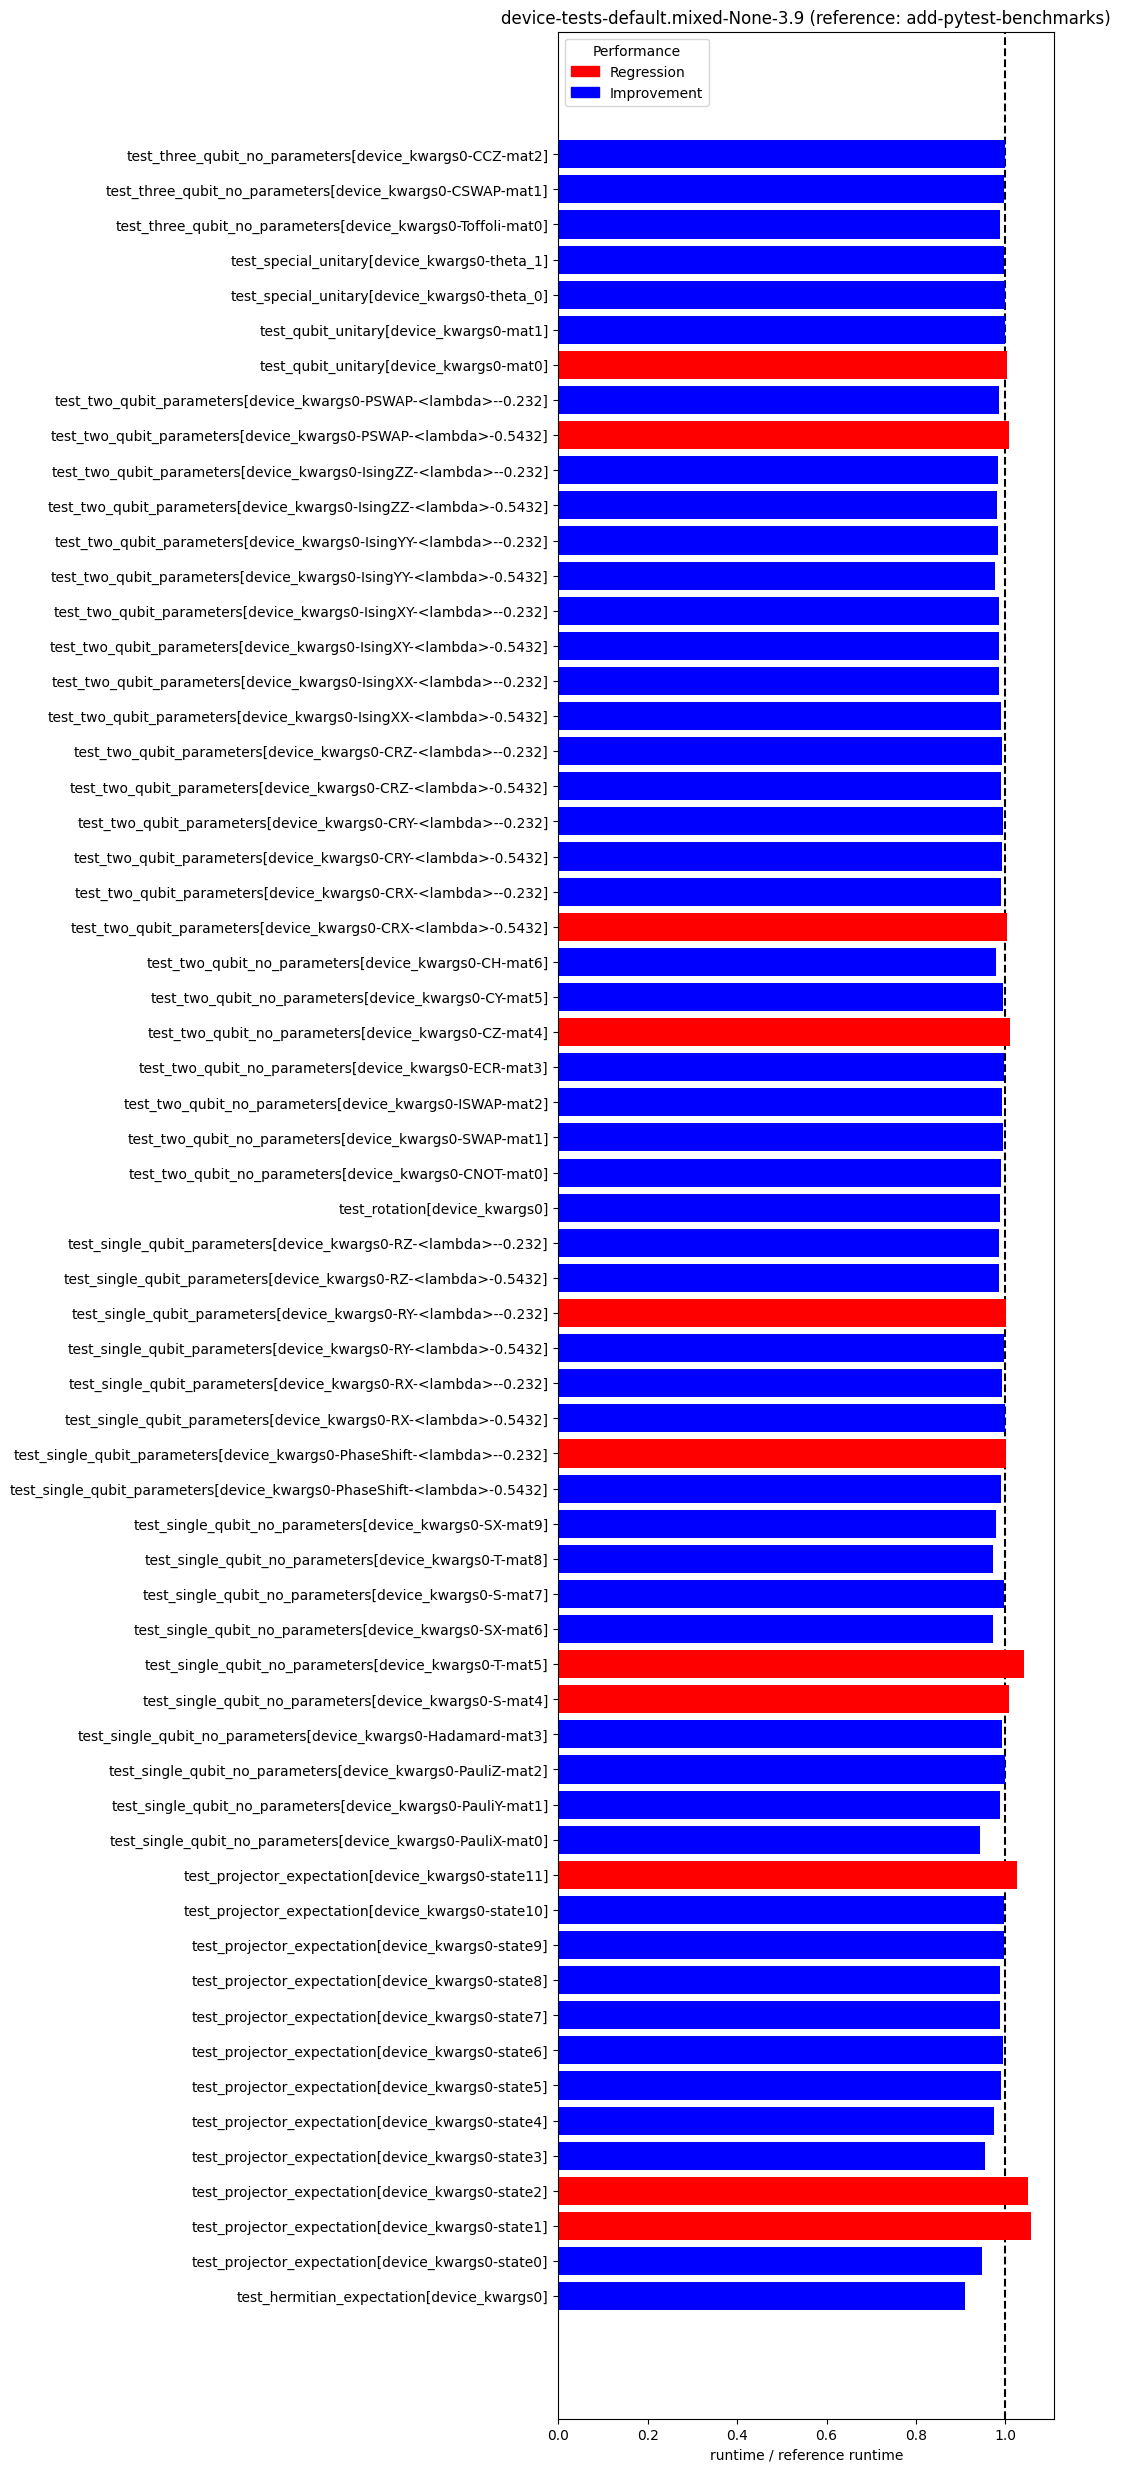 device-tests-default.mixed-None-3.9 (reference: add-pytest-benchmarks)
Performance
Regression
Improvement
test_three_qubit_no_parameters[device_kwargs0-CCZ-mat2]
test_three_qubit_no_parameters[device_kwargs0-CSWAP-mat1]
test_three_qubit_no_parameters[device_kwargs0-Toffoli-mat0]
test_special_unitary[device_kwargs0-theta_1]
test_special_unitary[device_kwargs0-theta_0]
test_qubit_unitary[device_kwargs0-mat1]
test_qubit_unitary[device_kwargs0-mat0]
test_two_qubit_parameters[device_kwargs0-PSWAP-<lambda>--0.232]
test_two_qubit_parameters[device_kwargs0-PSWAP-<lambda>-0.5432]
test_two_qubit_parameters[device_kwargs0-IsingZZ-<lambda>--0.232]
test_two_qubit_parameters[device_kwargs0-IsingZZ-<lambda>-0.5432]
test_two_qubit_parameters[device_kwargs0-IsingYY-<lambda>--0.232]
test_two_qubit_parameters[device_kwargs0-IsingYY-<lambda>-0.5432]
test_two_qubit_parameters[device_kwargs0-IsingXY-<lambda>--0.232]
test_two_qubit_parameters[device_kwargs0-IsingXY-<lambda>-0.5432]
test_two_qubit_parameters[device_kwargs0-IsingXX-<lambda>--0.232]
test_two_qubit_parameters[device_kwargs0-IsingXX-<lambda>-0.5432]
test_two_qubit_parameters[device_kwargs0-CRZ-<lambda>--0.232]
test_two_qubit_parameters[device_kwargs0-CRZ-<lambda>-0.5432]
test_two_qubit_parameters[device_kwargs0-CRY-<lambda>--0.232]
test_two_qubit_parameters[device_kwargs0-CRY-<lambda>-0.5432]
test_two_qubit_parameters[device_kwargs0-CRX-<lambda>--0.232]
test_two_qubit_parameters[device_kwargs0-CRX-<lambda>-0.5432]
test_two_qubit_no_parameters[device_kwargs0-CH-mat6]
test_two_qubit_no_parameters[device_kwargs0-CY-mat5]
test_two_qubit_no_parameters[device_kwargs0-CZ-mat4]
test_two_qubit_no_parameters[device_kwargs0-ECR-mat3]
test_two_qubit_no_parameters[device_kwargs0-ISWAP-mat2]
test_two_qubit_no_parameters[device_kwargs0-SWAP-mat1]
test_two_qubit_no_parameters[device_kwargs0-CNOT-mat0]
test_rotation[device_kwargs0]
test_single_qubit_parameters[device_kwargs0-RZ-<lambda>--0.232]
test_single_qubit_parameters[device_kwargs0-RZ-<lambda>-0.5432]
test_single_qubit_parameters[device_kwargs0-RY-<lambda>--0.232]
test_single_qubit_parameters[device_kwargs0-RY-<lambda>-0.5432]
test_single_qubit_parameters[device_kwargs0-RX-<lambda>--0.232]
test_single_qubit_parameters[device_kwargs0-RX-<lambda>-0.5432]
test_single_qubit_parameters[device_kwargs0-PhaseShift-<lambda>--0.232]
test_single_qubit_parameters[device_kwargs0-PhaseShift-<lambda>-0.5432]
test_single_qubit_no_parameters[device_kwargs0-SX-mat9]
test_single_qubit_no_parameters[device_kwargs0-T-mat8]
test_single_qubit_no_parameters[device_kwargs0-S-mat7]
test_single_qubit_no_parameters[device_kwargs0-SX-mat6]
test_single_qubit_no_parameters[device_kwargs0-T-mat5]
test_single_qubit_no_parameters[device_kwargs0-S-mat4]
test_single_qubit_no_parameters[device_kwargs0-Hadamard-mat3]
test_single_qubit_no_parameters[device_kwargs0-PauliZ-mat2]
test_single_qubit_no_parameters[device_kwargs0-PauliY-mat1]
test_single_qubit_no_parameters[device_kwargs0-PauliX-mat0]
test_projector_expectation[device_kwargs0-state11]
test_projector_expectation[device_kwargs0-state10]
test_projector_expectation[device_kwargs0-state9]
test_projector_expectation[device_kwargs0-state8]
test_projector_expectation[device_kwargs0-state7]
test_projector_expectation[device_kwargs0-state6]
test_projector_expectation[device_kwargs0-state5]
test_projector_expectation[device_kwargs0-state4]
test_projector_expectation[device_kwargs0-state3]
test_projector_expectation[device_kwargs0-state2]
test_projector_expectation[device_kwargs0-state1]
test_projector_expectation[device_kwargs0-state0]
test_hermitian_expectation[device_kwargs0]
0.0 0.2 0.4 0.6 0.8 1.0
runtime / reference runtime